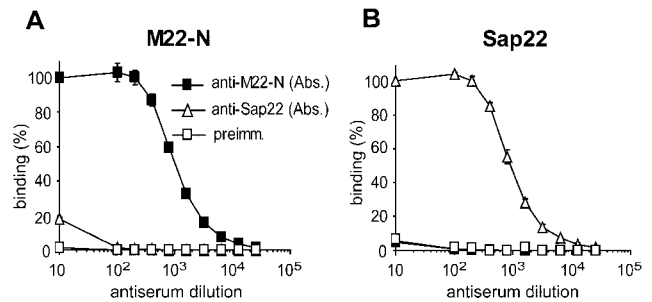 A
M22-N
binding (%)
100
80
60
40
20
0
anti-M22-N (Abs.)
anti-Sap22 (Abs.)
preimm.
10
10²
10³
10⁴
10⁵
antiserum dilution
B
Sap22
binding (%)
100
80
60
40
20
0
10
10²
10³
10⁴
10⁵
antiserum dilution